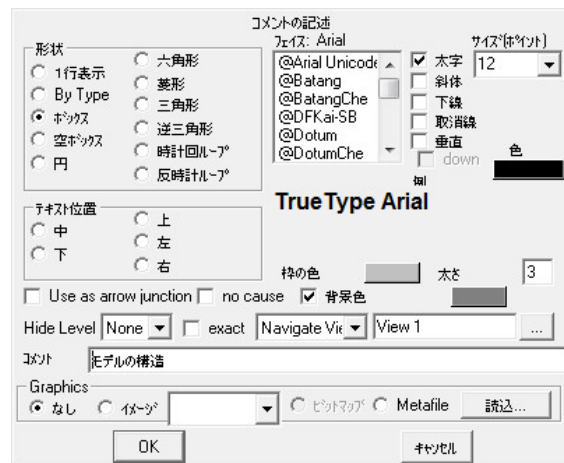 コメントの記述
形状
1行表示
By Type
ボックス
空ボックス
円
六角形
菱形
三角形
逆三角形
時計回ループ
反時計ループ
フェイス: Arial
@Arial Unicode
@Batang
@BatangChe
@DFKai-SB
@Dotum
@DotumChe
太字
斜体
下線
取消線
垂直
down
サイズ(ポイント)
12
色
例
TrueType Arial
テキスト位置
中
下
上
左
右
枠の色
太さ
3
Use as arrow junction
no cause
背景色
Hide Level
None
exact
Navigate Vie
View 1
...
コメント
モデルの構造
Graphics
なし
イメージ
ビットマップ
Metafile
読込...
OK
キャンセル